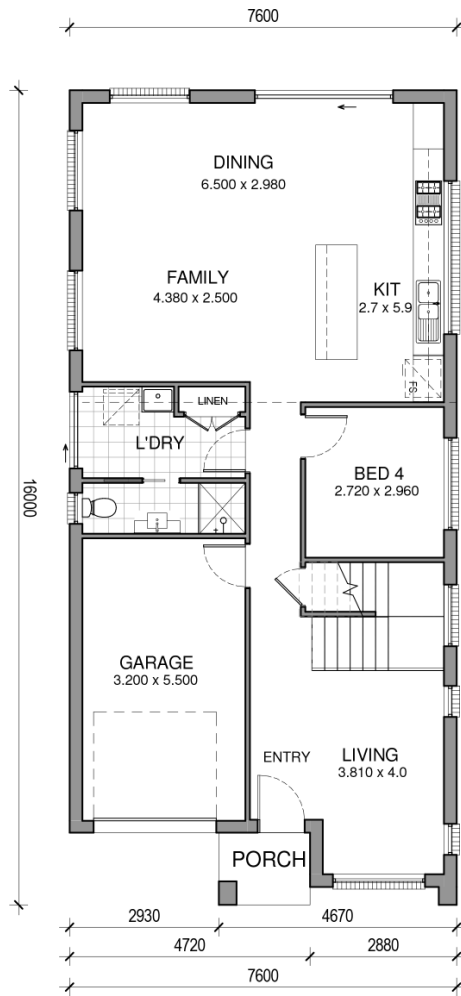 7600
DINING
6.500 x 2.980
FAMILY
4.380 x 2.500
KIT
2.7 x 5.9
FS
LINEN
L'DRY
BED 4
2.720 x 2.960
16000
GARAGE
3.200 x 5.500
ENTRY
LIVING
3.810 x 4.0
PORCH
2930
4670
4720
2880
7600